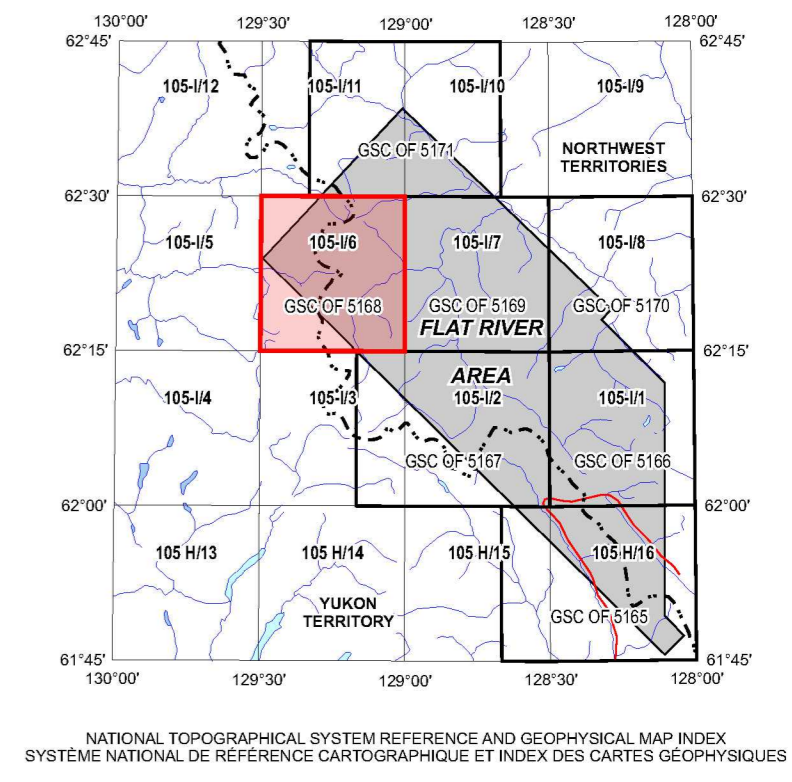 130°00' 129°30' 129°00' 128°30' 128°00'
62°45' 62°45'
105-I/12 105-I/11 105-I/10 105-I/9
GSC OF 5171
NORTHWEST
TERRITORIES
62°30' 62°30'
105-I/5 105-I/6 105-I/7 105-I/8
GSC OF 5168 GSC OF 5169 GSC OF 5170
FLAT RIVER
62°15' 62°15'
AREA
105-I/4 105-I/3 105-I/2 105-I/1
GSC OF 5167 GSC OF 5166
62°00' 62°00'
105 H/13 105 H/14 105 H/15 105 H/16
YUKON
TERRITORY
GSC OF 5165
61°45' 61°45'
130°00' 129°30' 129°00' 128°30' 128°00'
NATIONAL TOPOGRAPHICAL SYSTEM REFERENCE AND GEOPHYSICAL MAP INDEX
SYSTÈME NATIONAL DE RÉFÉRENCE CARTOGRAPHIQUE ET INDEX DES CARTES GÉOPHYSIQUES